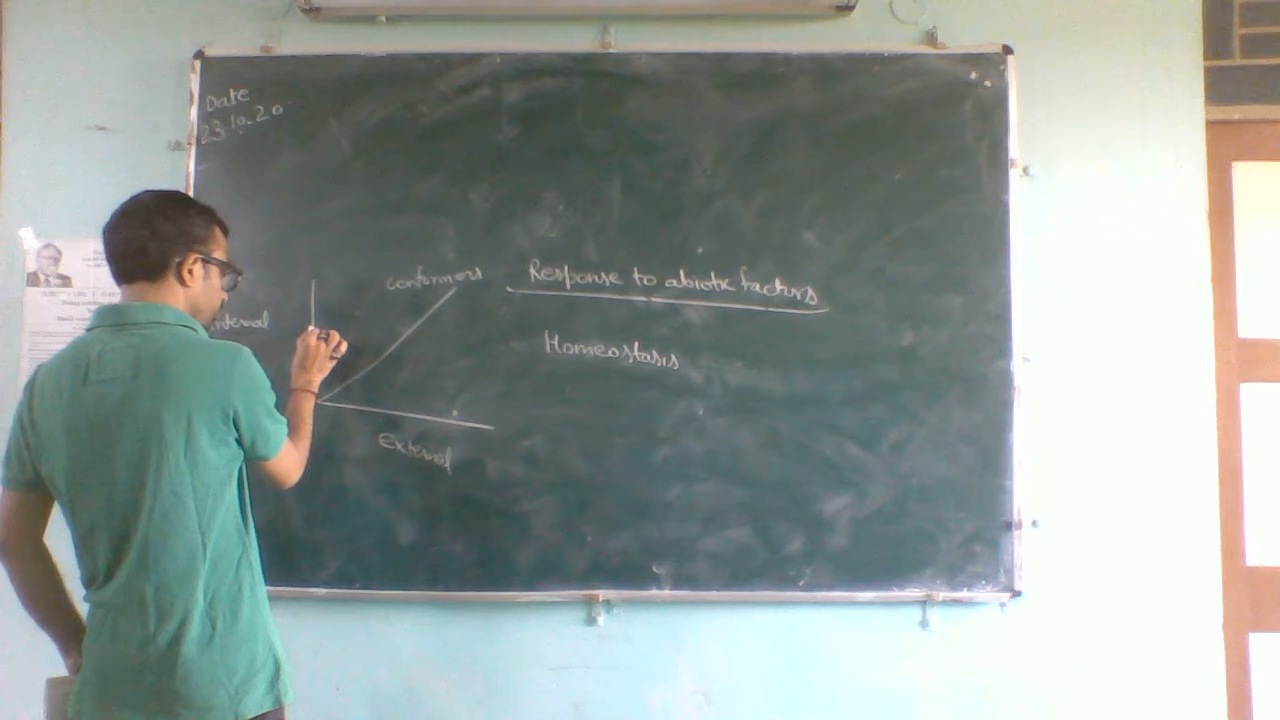 Date
23.10.20
conformers
Response to abiotic factors
internal
Homeostasis
External